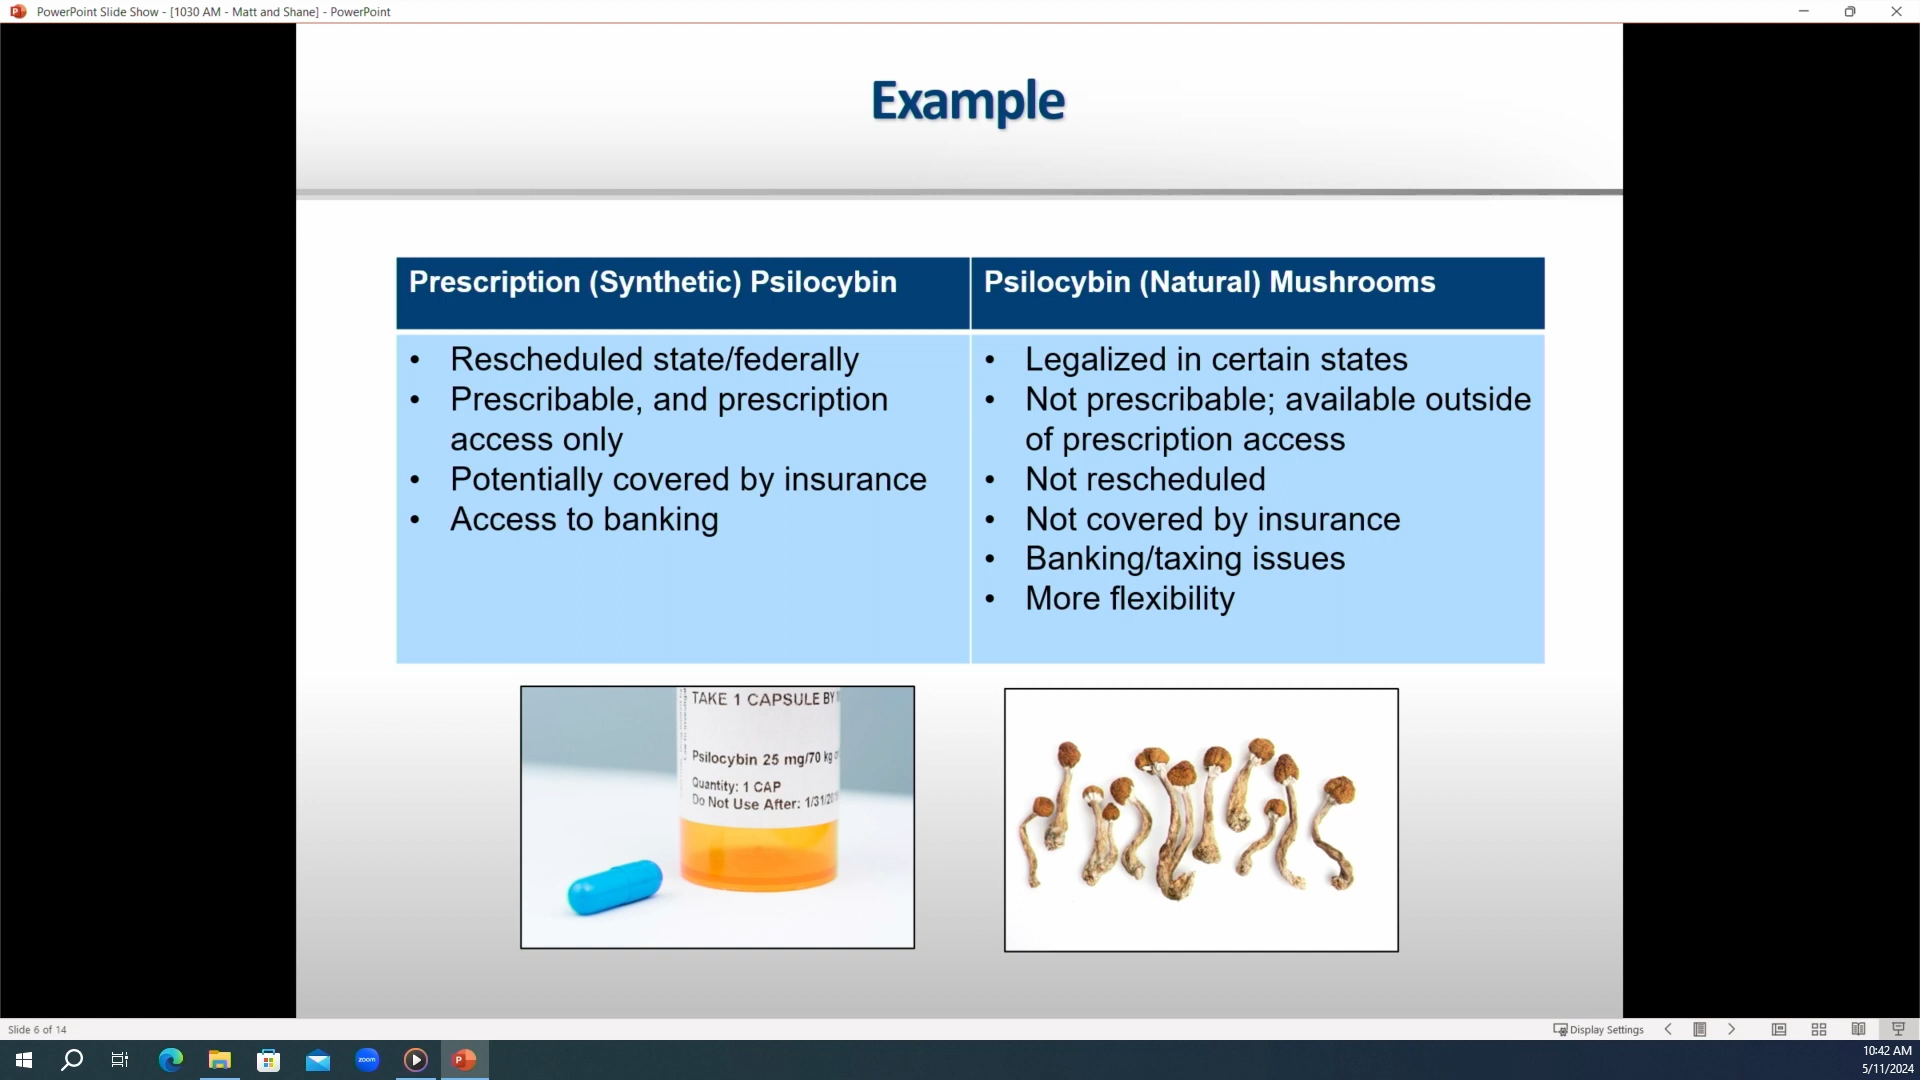 PowerPoint Slide Show - [1030 AM - Matt and Shane] - PowerPoint
Example
Prescription (Synthetic) Psilocybin
• Rescheduled state/federally
• Prescribable, and prescription
access only
• Potentially covered by insurance
• Access to banking
Psilocybin (Natural) Mushrooms
• Legalized in certain states
• Not prescribable; available outside
of prescription access
• Not rescheduled
• Not covered by insurance
• Banking/taxing issues
• More flexibility
TAKE 1 CAPSULE BY
Psilocybin 25 mg/70 kg
Quantity: 1 CAP
Do Not Use After: 1/31/20
Slide 6 of 14
Display Settings
zoom
10:42 AM
5/11/2024